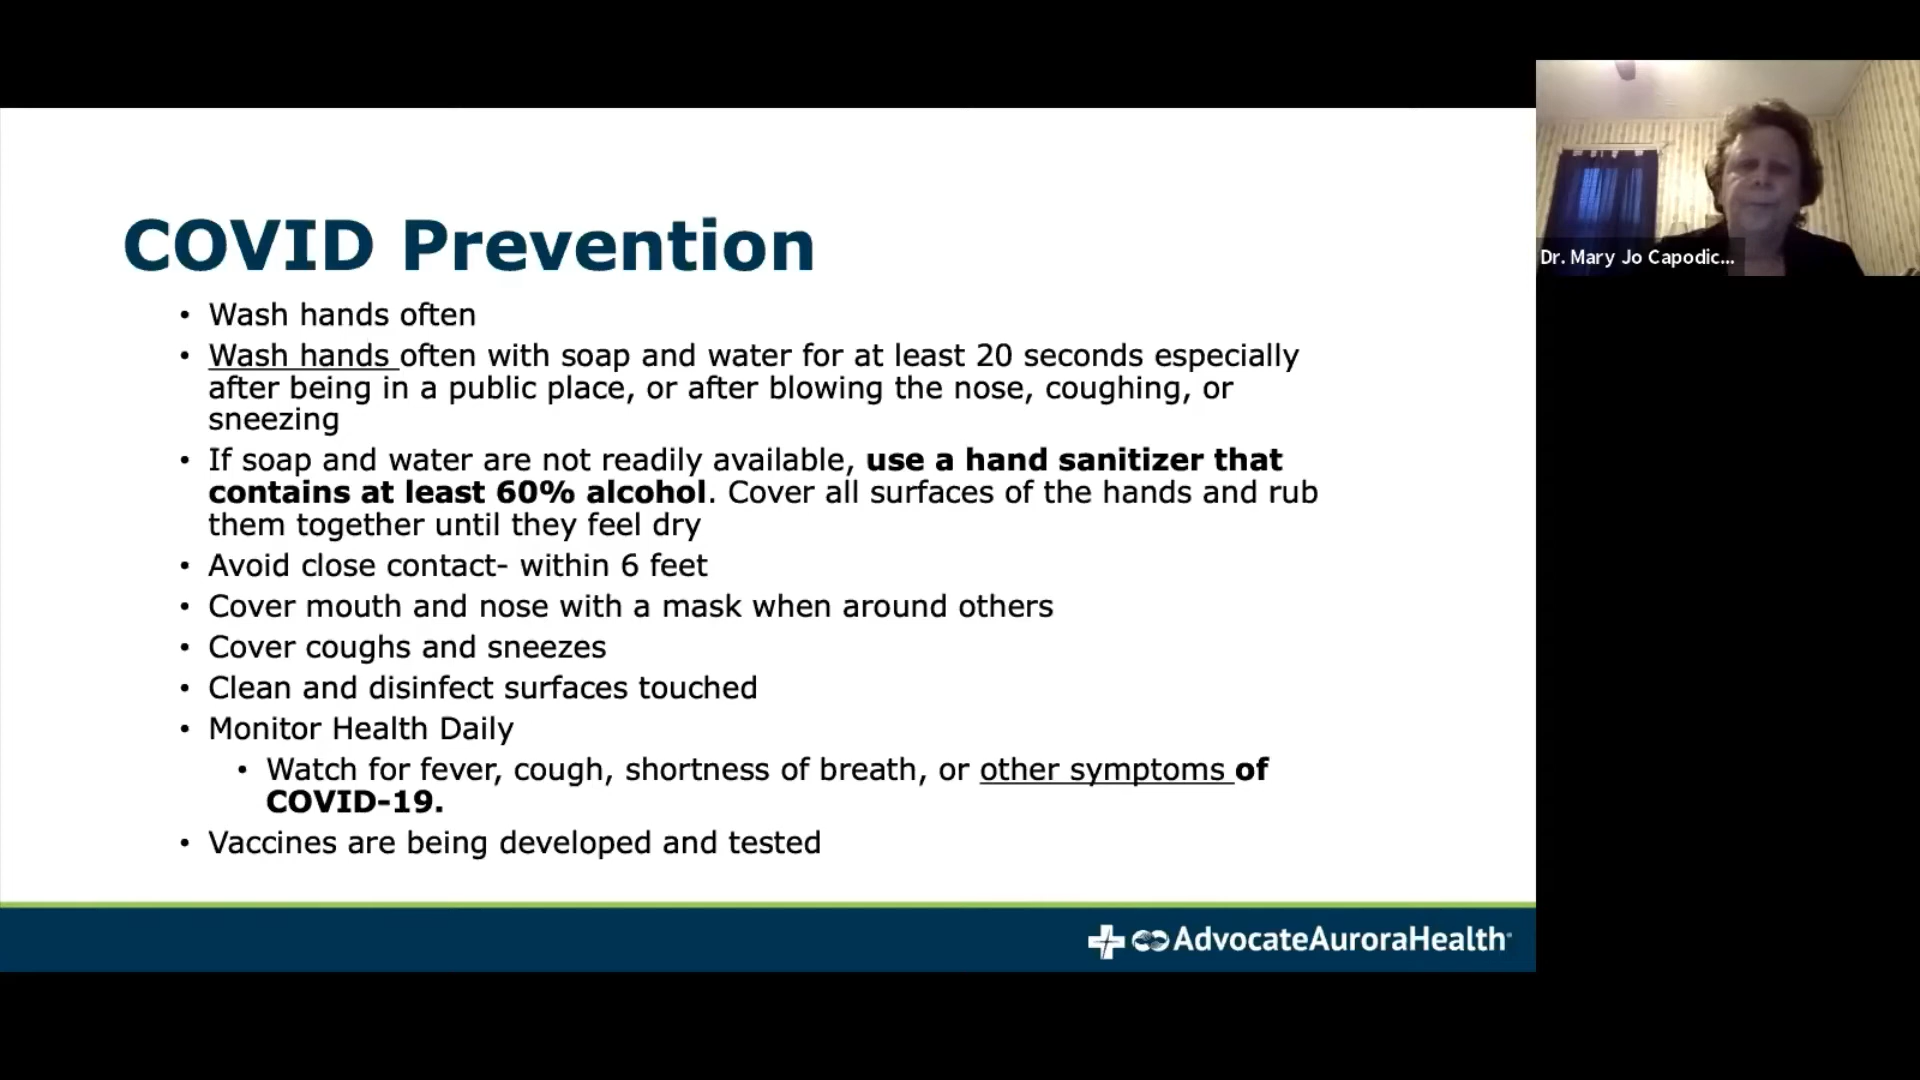 COVID Prevention
• Wash hands often
• Wash hands often with soap and water for at least 20 seconds especially
after being in a public place, or after blowing the nose, coughing, or
sneezing
• If soap and water are not readily available, use a hand sanitizer that
contains at least 60% alcohol. Cover all surfaces of the hands and rub
them together until they feel dry
• Avoid close contact- within 6 feet
• Cover mouth and nose with a mask when around others
• Cover coughs and sneezes
• Clean and disinfect surfaces touched
• Monitor Health Daily
• Watch for fever, cough, shortness of breath, or other symptoms of
COVID-19.
• Vaccines are being developed and tested
AdvocateAuroraHealth
Dr. Mary Jo Capodic...